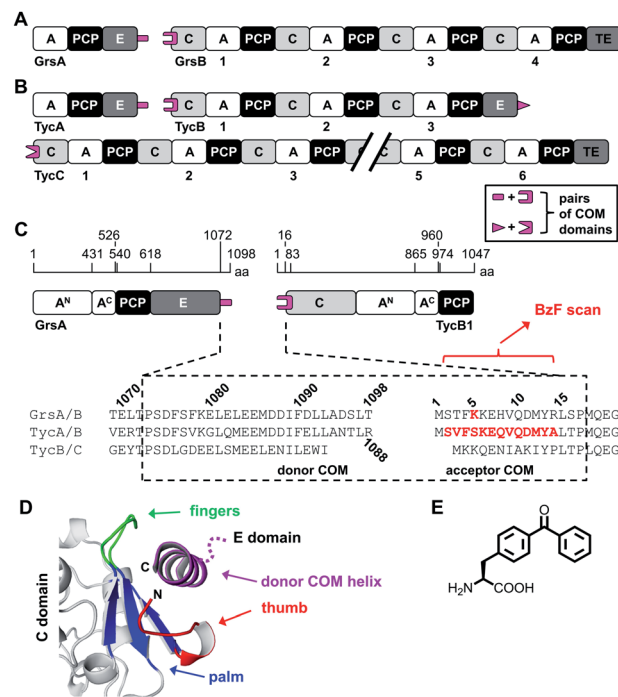 A
A PCP E C A PCP C A PCP C A PCP C A PCP TE
GrsA GrsB 1 2 3 4
B
A PCP E C A PCP C A PCP C A PCP E
TycA TycB 1 2 3
C A PCP C A PCP C A PCP C C A PCP C A PCP TE
TycC 1 2 3 5 6
+ pairs
of COM
+ domains
C
526 1072 16 960
1 431 540 618 1098 1 83 865 974 1047
aa aa
Aᴺ Aᶜ PCP E C Aᴺ Aᶜ PCP
GrsA TycB1
BzF scan
1070 1080 1090 1098 1 5 10 15
GrsA/B TELTPSDFSFKELELEEMDDIFDLLADSLT MSTFKKEHVQDMYRLSPMQEG
TycA/B VERTPSDFSVKGLQMEEMDDIFELLANTLR MSVFSKEQVQDMYALTPMQEG
TycB/C GEYTPSDLGDEELSMEELENILEWI MKKQENIAKIYPLTPLQEG
1088
donor COM acceptor COM
D
fingers
E domain
C
donor COM helix
N
thumb
palm
C domain
E
O
H₂N COOH